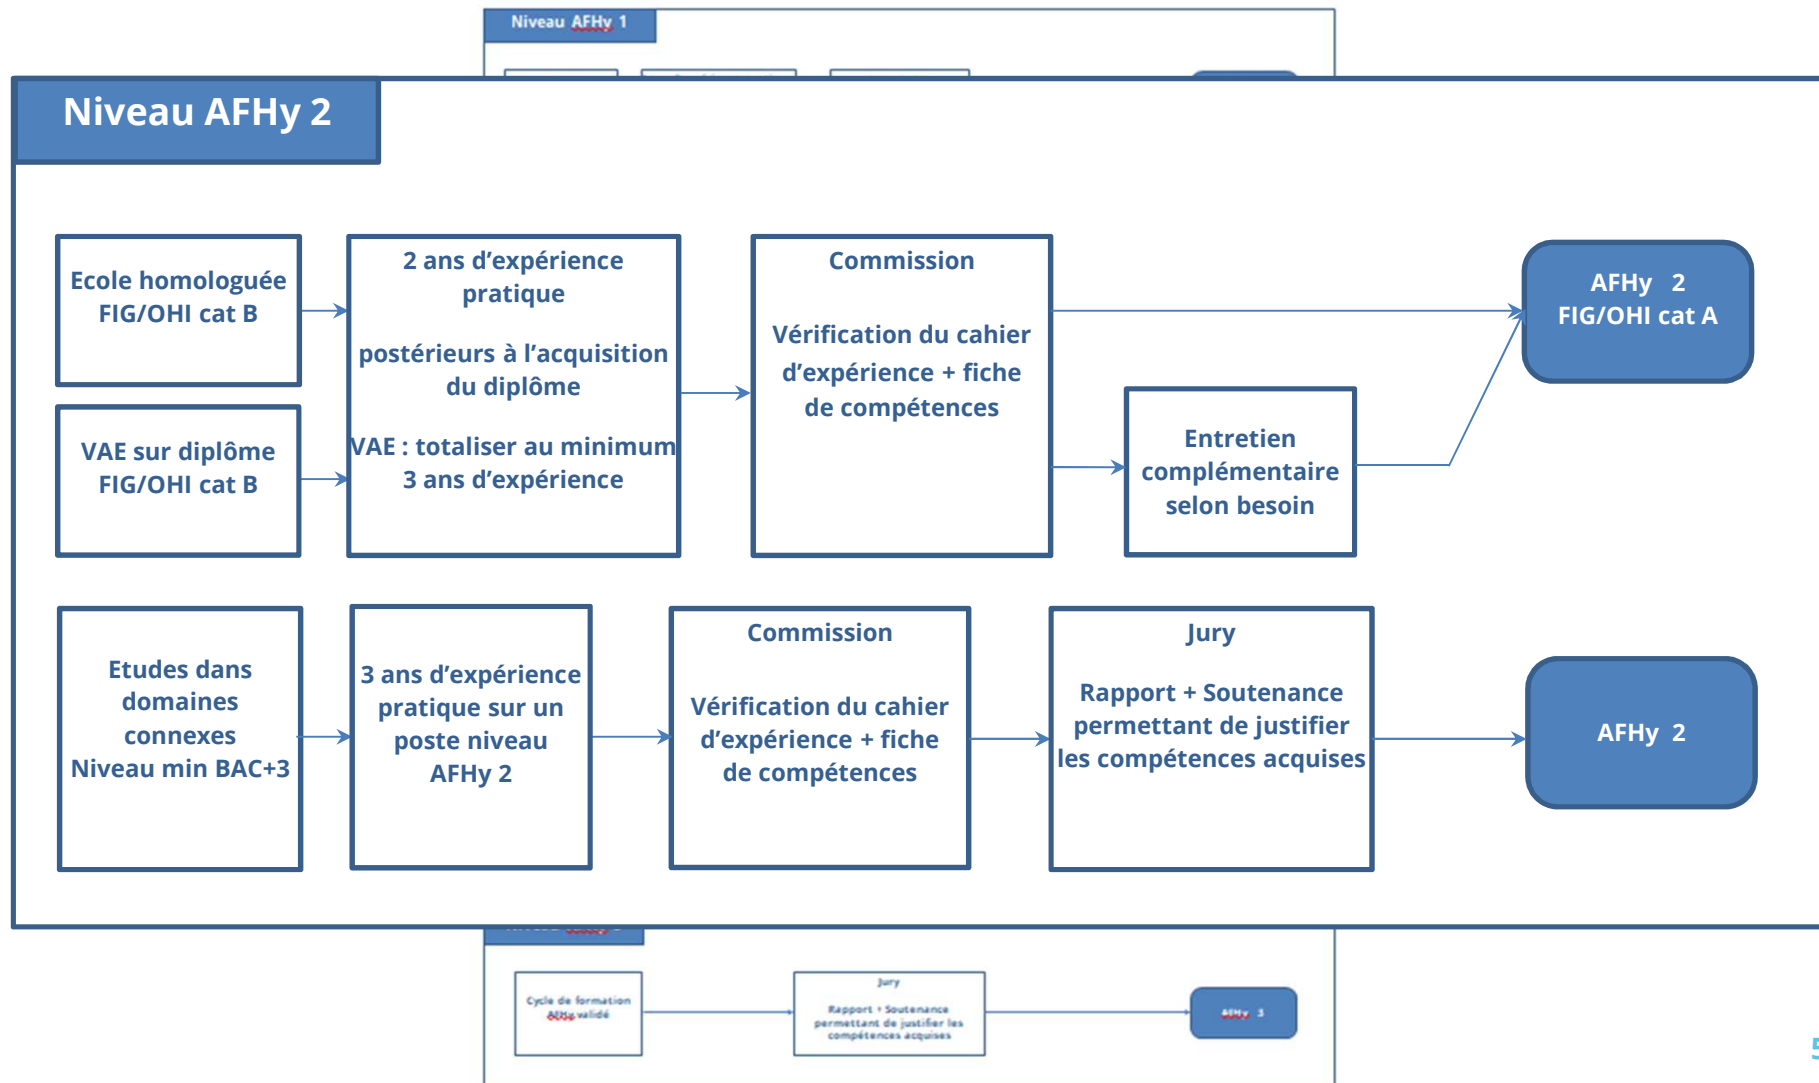 Niveau AFHy 1
Niveau AFHy 2
Ecole homologuée
FIG/OHI cat B
VAE sur diplôme
FIG/OHI cat B
2 ans d’expérience
pratique
postérieurs à l’acquisition
du diplôme
VAE : totaliser au minimum
3 ans d’expérience
Commission
Vérification du cahier
d’expérience + fiche
de compétences
Entretien
complémentaire
selon besoin
AFHy 2
FIG/OHI cat A
Etudes dans
domaines
connexes
Niveau min BAC+3
3 ans d’expérience
pratique sur un
poste niveau
AFHy 2
Commission
Vérification du cahier
d’expérience + fiche
de compétences
Jury
Rapport + Soutenance
permettant de justifier
les compétences acquises
AFHy 2
Cycle de formation
AFHy validé
Jury
Rapport + Soutenance
permettant de justifier les
compétences acquises
AFHy 3
5